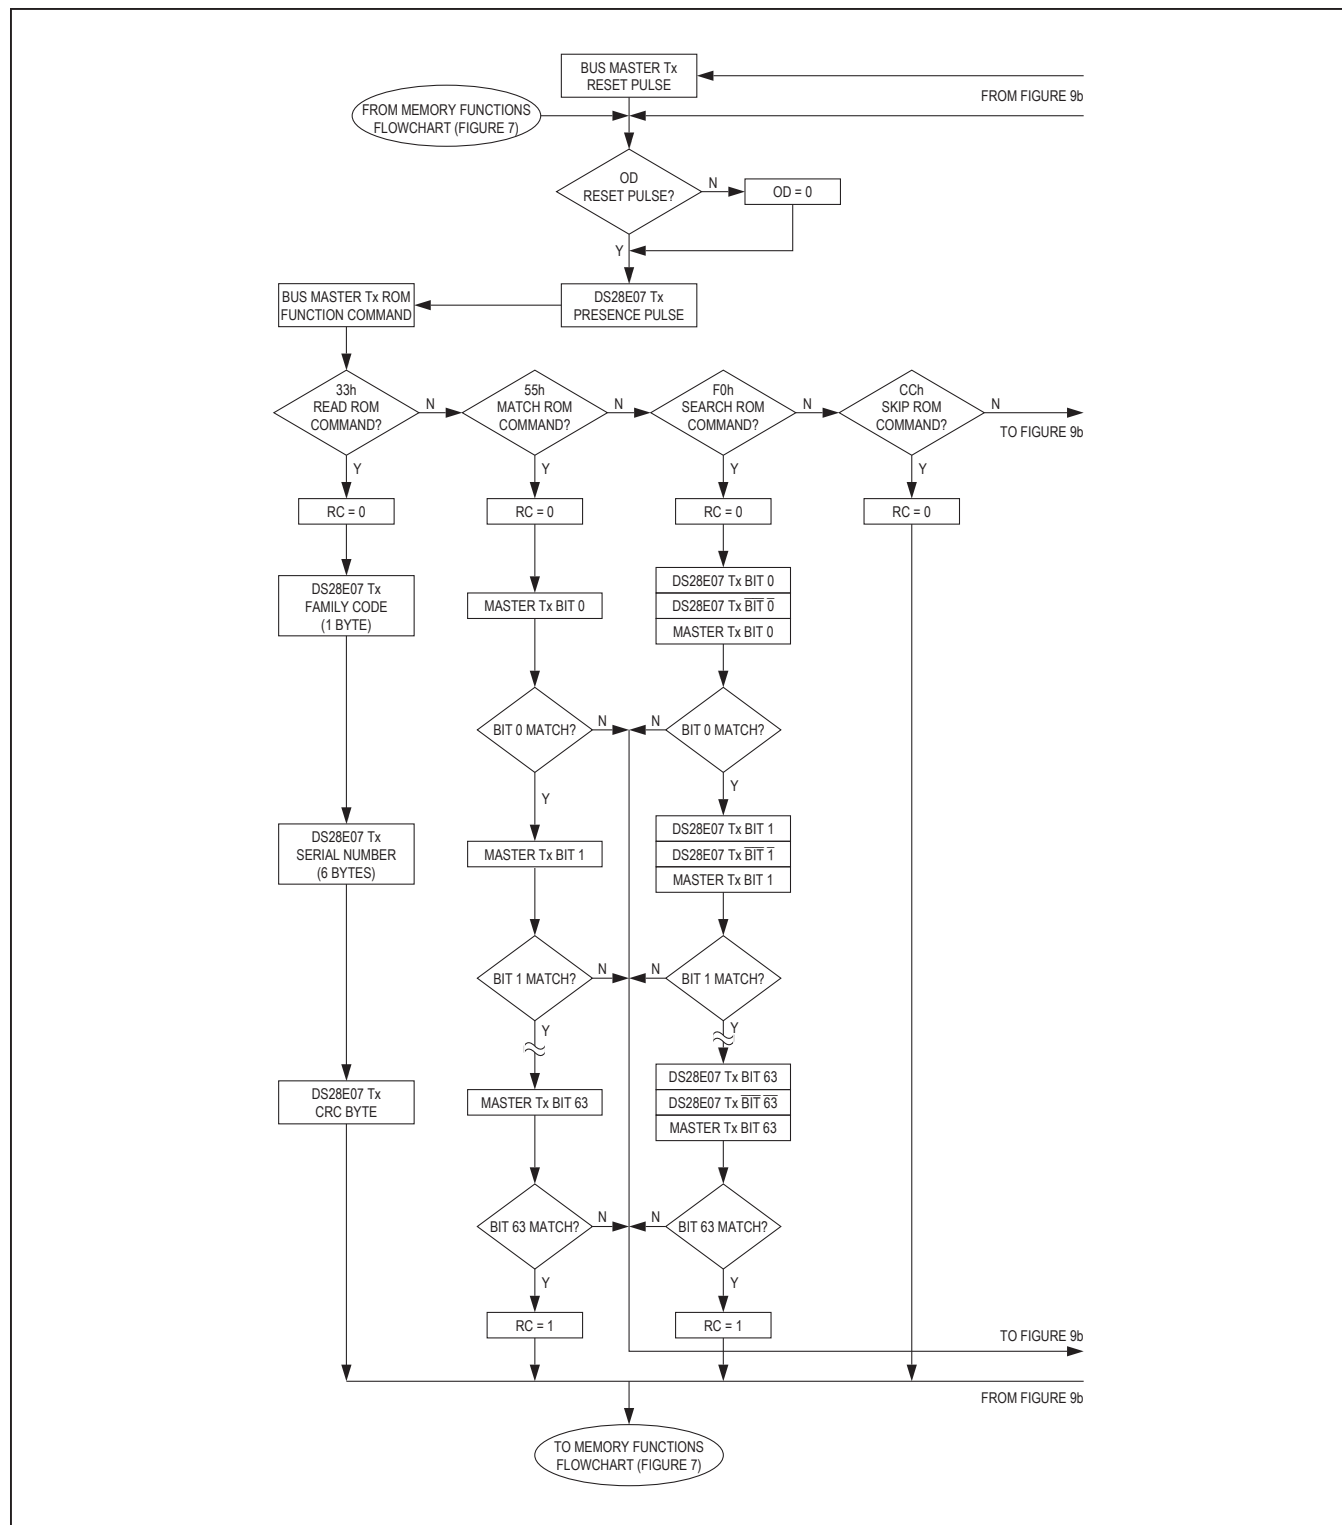 BUS MASTER Tx
RESET PULSE
FROM FIGURE 9b
FROM MEMORY FUNCTIONS
FLOWCHART (FIGURE 7)
OD
RESET PULSE?
N
OD = 0
Y
BUS MASTER Tx ROM
FUNCTION COMMAND
DS28E07 Tx
PRESENCE PULSE
33h
READ ROM
COMMAND?
N
55h
MATCH ROM
COMMAND?
N
F0h
SEARCH ROM
COMMAND?
N
CCh
SKIP ROM
COMMAND?
N
TO FIGURE 9b
Y
Y
Y
Y
RC = 0
RC = 0
RC = 0
RC = 0
DS28E07 Tx
FAMILY CODE
(1 BYTE)
MASTER Tx BIT 0
DS28E07 Tx BIT 0
DS28E07 Tx B̅I̅T̅ 0̅
MASTER Tx BIT 0
BIT 0 MATCH?
N
N
BIT 0 MATCH?
Y
Y
DS28E07 Tx
SERIAL NUMBER
(6 BYTES)
MASTER Tx BIT 1
DS28E07 Tx BIT 1
DS28E07 Tx B̅I̅T̅ 1̅
MASTER Tx BIT 1
BIT 1 MATCH?
N
N
BIT 1 MATCH?
Y
Y
DS28E07 Tx
CRC BYTE
MASTER Tx BIT 63
DS28E07 Tx BIT 63
DS28E07 Tx B̅I̅T̅ 6̅3̅
MASTER Tx BIT 63
BIT 63 MATCH?
N
N
BIT 63 MATCH?
Y
Y
RC = 1
RC = 1
TO FIGURE 9b
FROM FIGURE 9b
TO MEMORY FUNCTIONS
FLOWCHART (FIGURE 7)